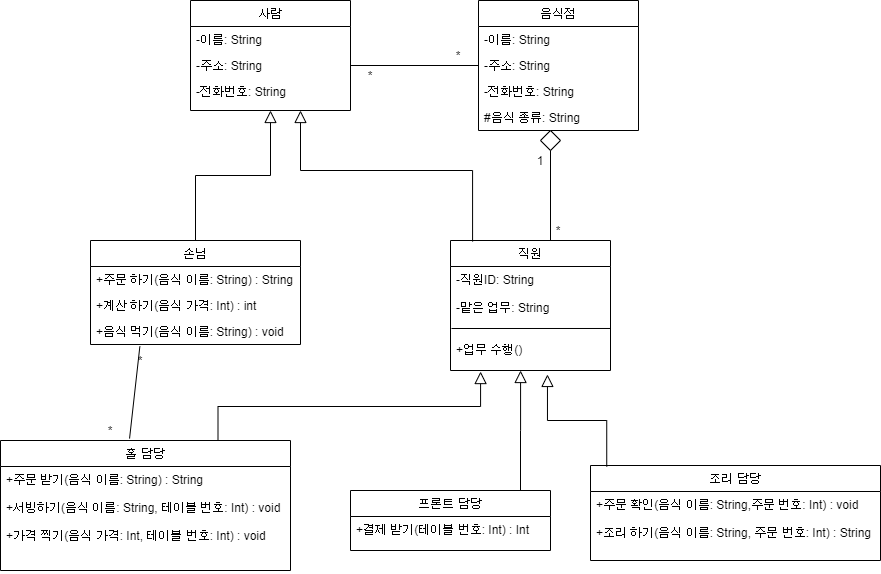 사람
-이름: String
-주소: String
-전화번호: String
음식점
-이름: String
-주소: String
-전화번호: String
#음식 종류: String
*
*
1
*
손님
+주문 하기(음식 이름: String) : String
+계산 하기(음식 가격: Int) : int
+음식 먹기(음식 이름: String) : void
직원
-직원ID: String
-맡은 업무: String
+업무 수행()
*
*
홀 담당
+주문 받기(음식 이름: String) : String
+서빙하기(음식 이름: String, 테이블 번호: Int) : void
+가격 찍기(음식 가격: Int, 테이블 번호: Int) : void
프론트 담당
+결제 받기(테이블 번호: Int) : Int
조리 담당
+주문 확인(음식 이름: String,주문 번호: Int) : void
+조리 하기(음식 이름: String, 주문 번호: Int) : String